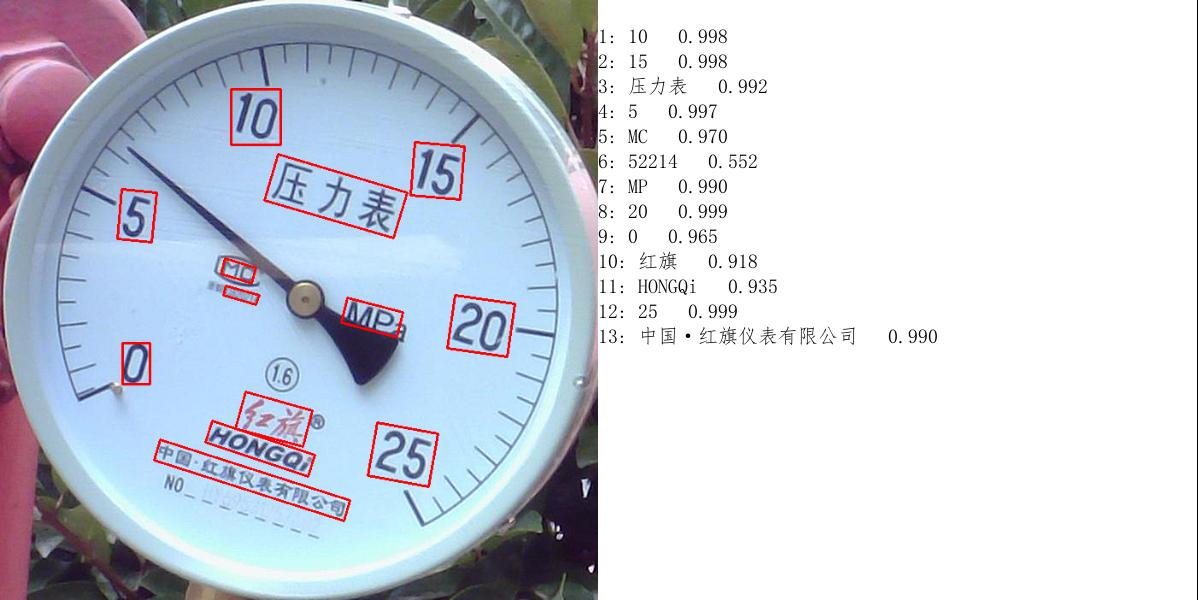 10
15
压力表
5
MC
MPa
20
0
1.6
红旗®
HONGQi
25
中国·红旗仪表有限公司
NO
1: 10 0.998
2: 15 0.998
3: 压力表 0.992
4: 5 0.997
5: MC 0.970
6: 52214 0.552
7: MP 0.990
8: 20 0.999
9: 0 0.965
10: 红旗 0.918
11: HONGQi 0.935
12: 25 0.999
13: 中国·红旗仪表有限公司 0.990